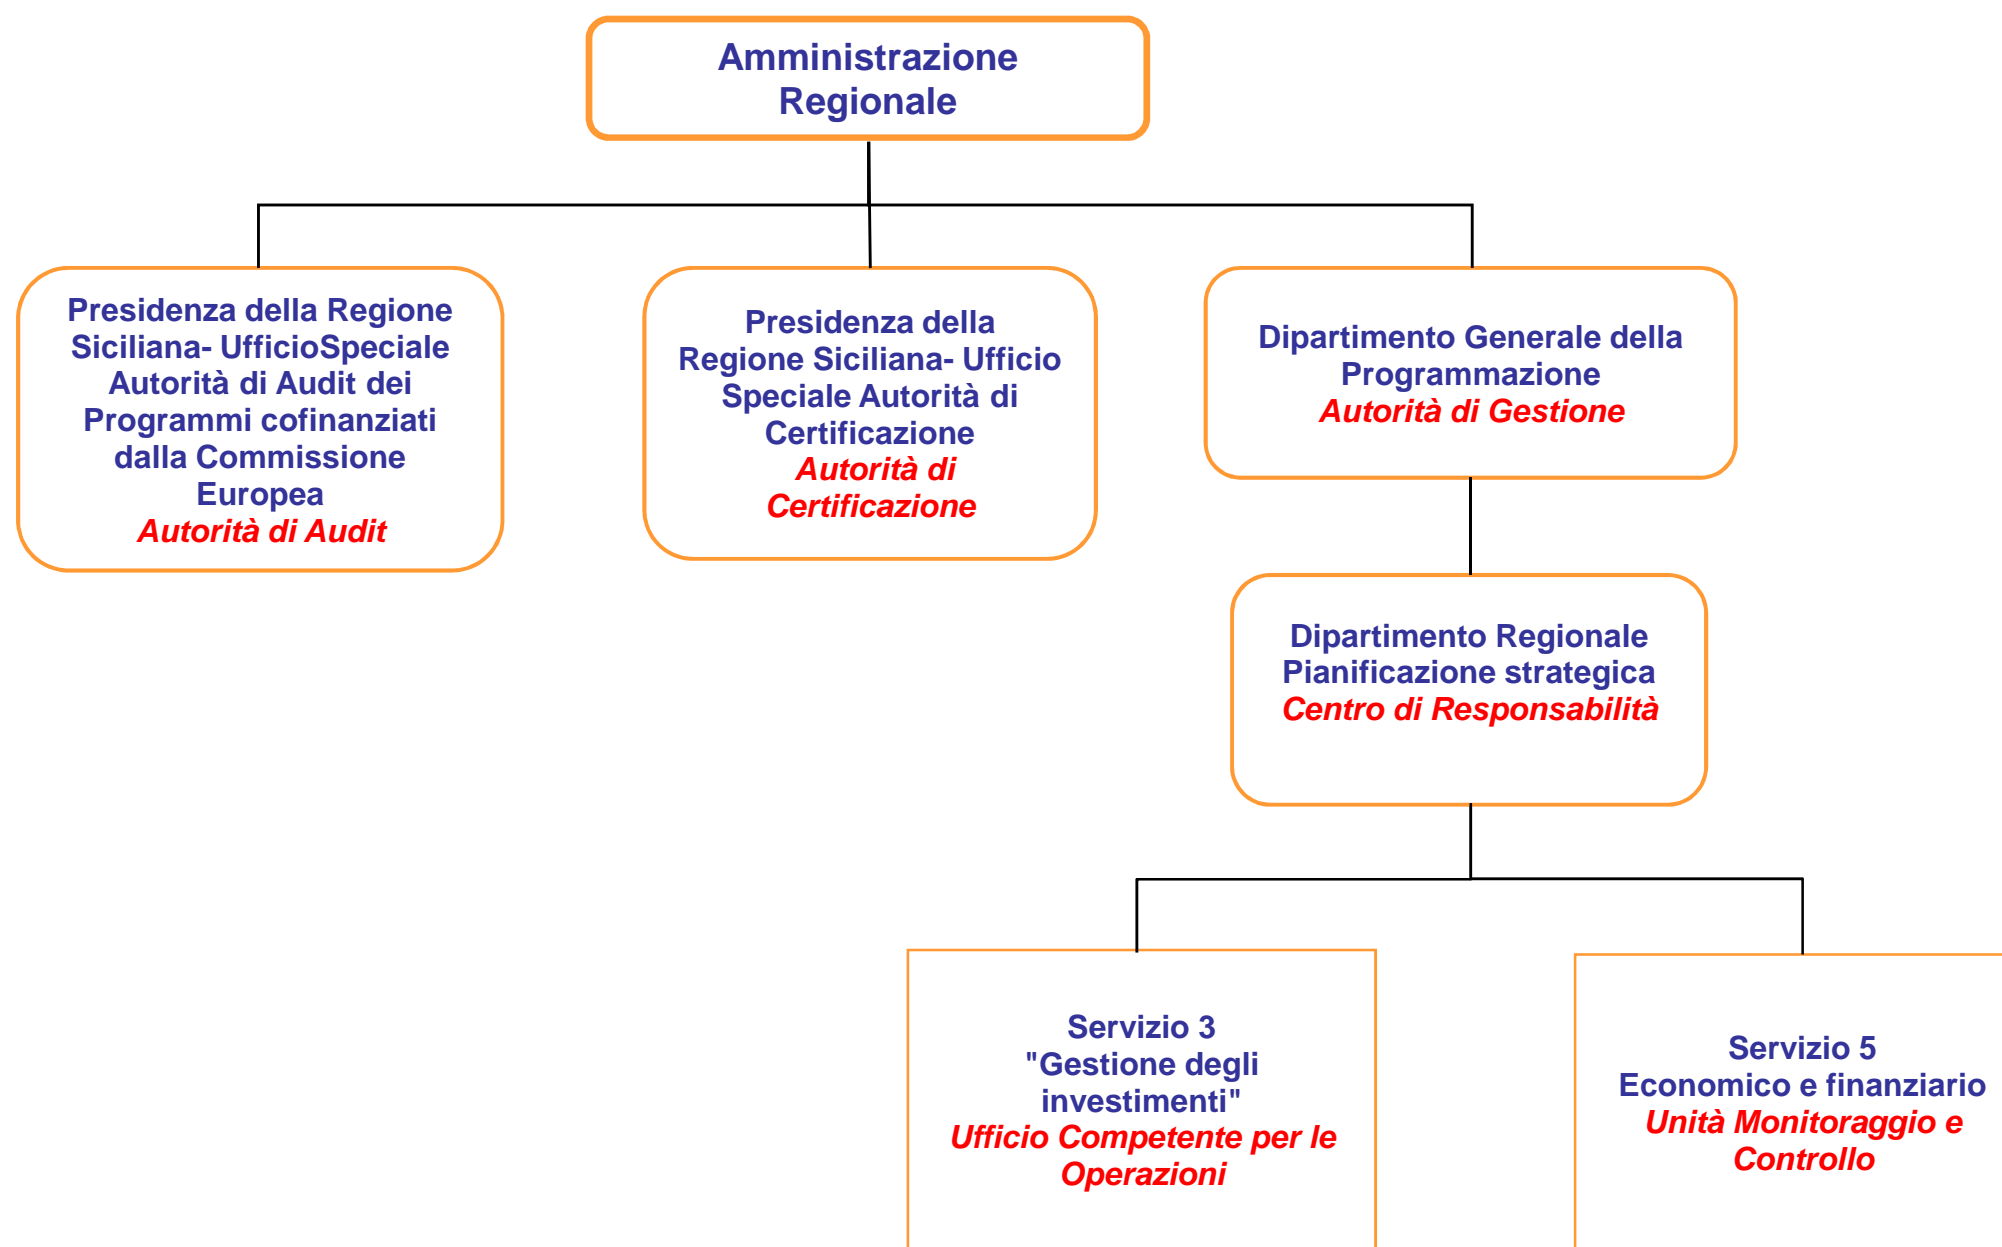 Amministrazione
Regionale
Presidenza della Regione
Siciliana- UfficioSpeciale
Autorità di Audit dei
Programmi cofinanziati
dalla Commissione
Europea
Autorità di Audit
Presidenza della
Regione Siciliana- Ufficio
Speciale Autorità di
Certificazione
Autorità di
Certificazione
Dipartimento Generale della
Programmazione
Autorità di Gestione
Dipartimento Regionale
Pianificazione strategica
Centro di Responsabilità
Servizio 3
"Gestione degli
investimenti"
Ufficio Competente per le
Operazioni
Servizio 5
Economico e finanziario
Unità Monitoraggio e
Controllo